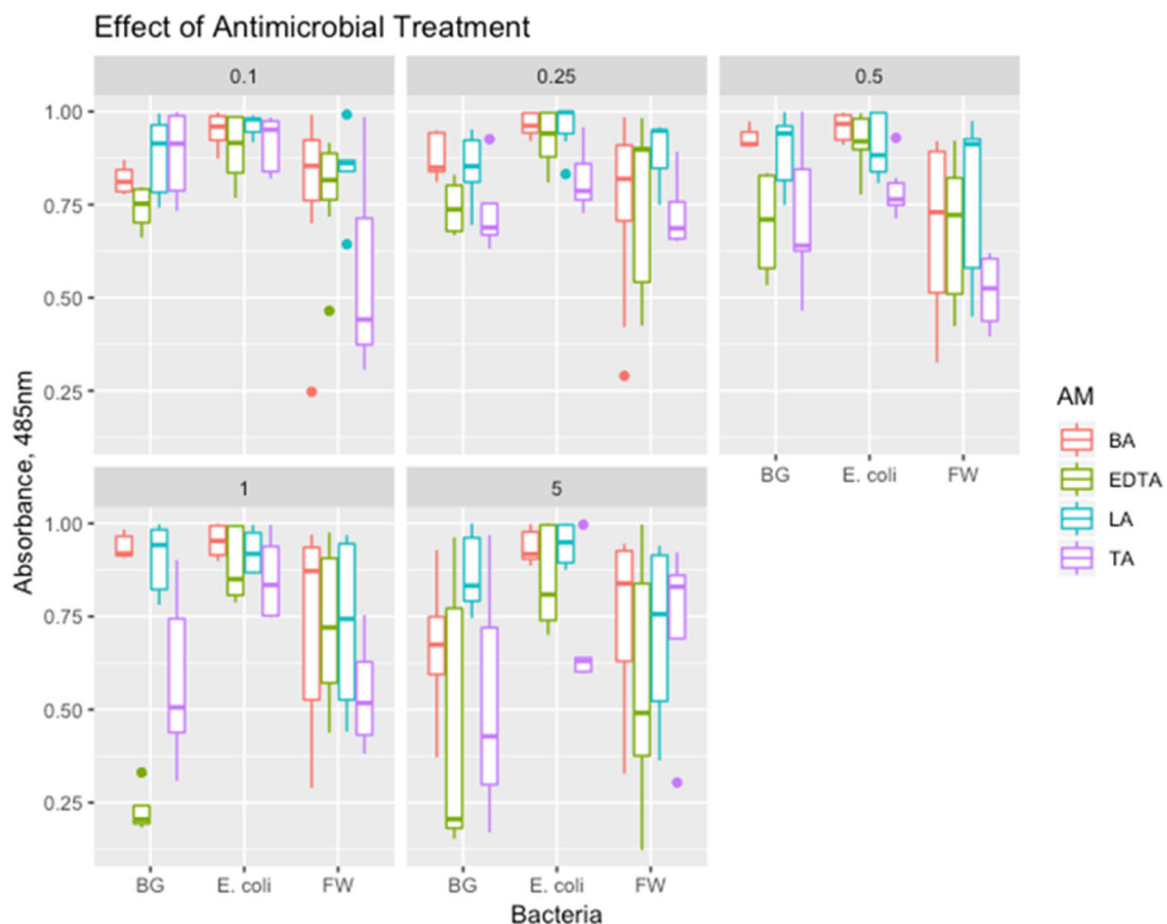 Effect of Antimicrobial Treatment
0.1
0.25
0.5
1.00
0.75
0.50
0.25
BG
E. coli
FW
1
5
1.00
0.75
0.50
0.25
BG
E. coli
FW
BG
E. coli
FW
Absorbance, 485nm
Bacteria
AM
BA
EDTA
LA
TA